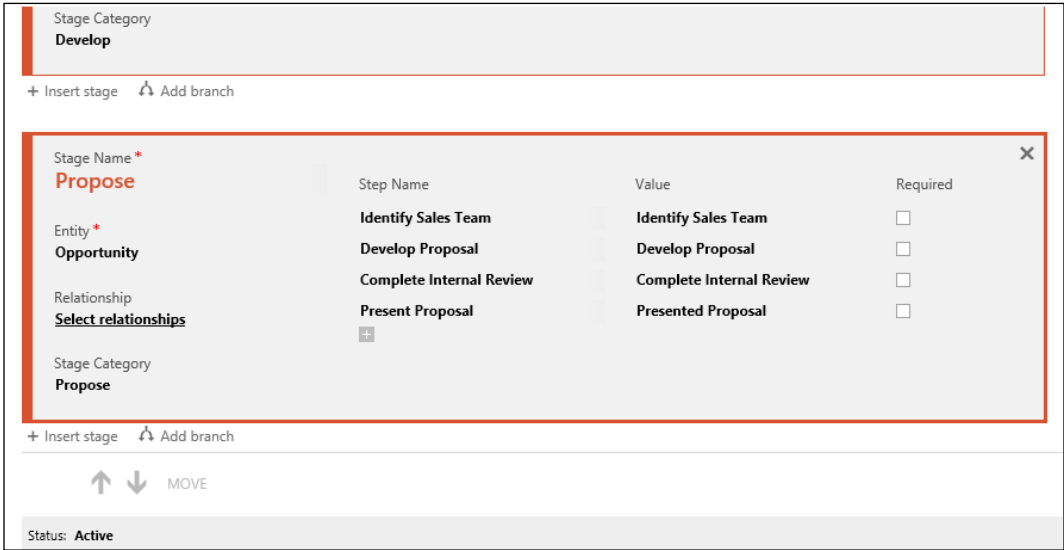 Stage Category
Develop
+ Insert stage Add branch
Stage Name *
Propose
Step Name Value Required
Identify Sales Team Identify Sales Team
Entity *
Opportunity
Develop Proposal Develop Proposal
Complete Internal Review Complete Internal Review
Relationship
Select relationships
Present Proposal Presented Proposal
Stage Category
Propose
+ Insert stage Add branch
MOVE
Status: Active